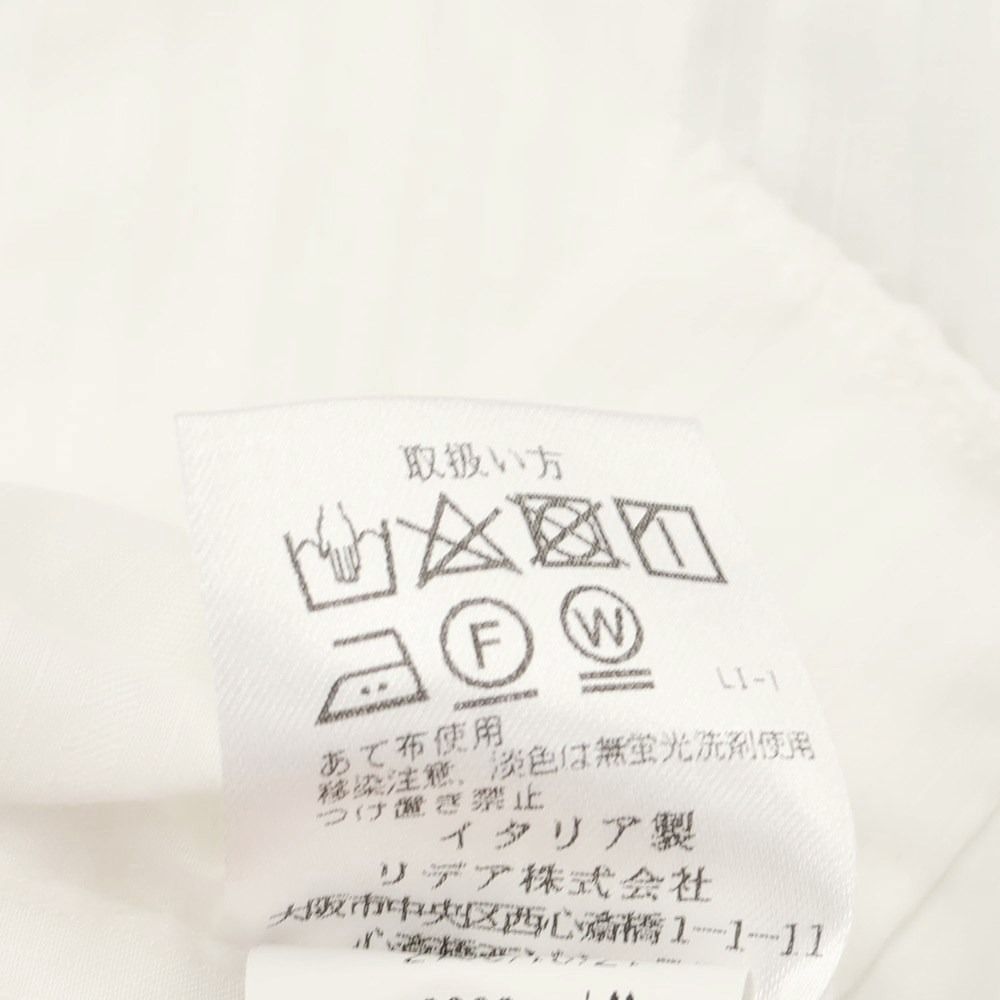 取扱い方
F W
LI-1
あて布使用
移染注意. 淡色は無蛍光洗剤使用
つけ置き禁止
イタリア製
リデア株式会社
大阪市中央区西心斎橋1-1-11